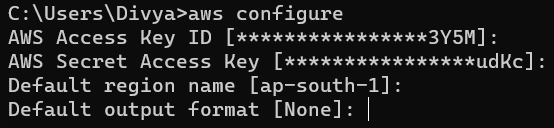 C:\Users\Divya>aws configure
AWS Access Key ID [****************3Y5M]:
AWS Secret Access Key [****************udKc]:
Default region name [ap-south-1]:
Default output format [None]: